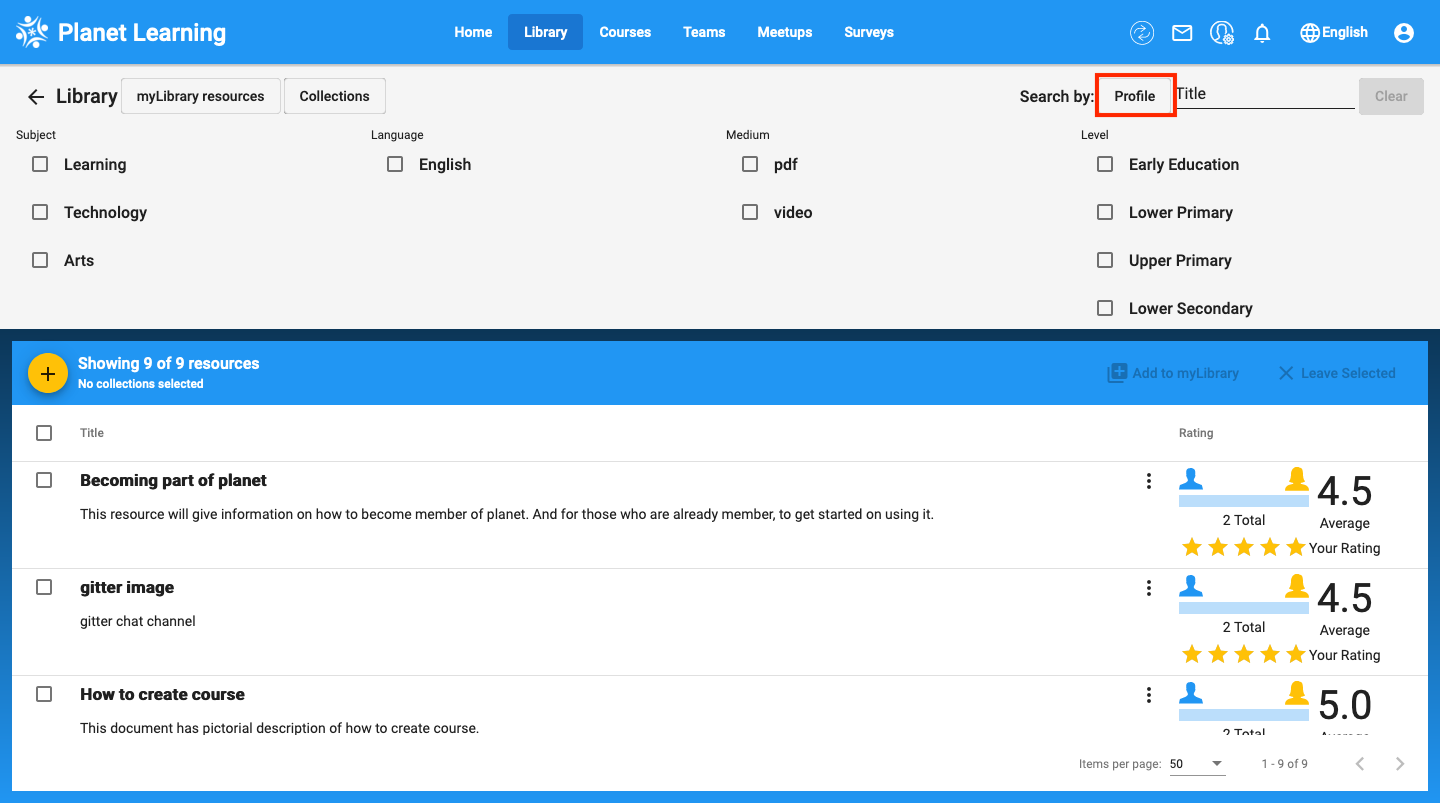 Planet Learning
Home Library Courses Teams Meetups Surveys
English
Library myLibrary resources Collections
Search by: Profile Title Clear
Subject Language Medium Level
Learning English pdf Early Education
Technology video Lower Primary
Arts Upper Primary
Lower Secondary
Showing 9 of 9 resources
No collections selected
Add to myLibrary Leave Selected
Title Rating
Becoming part of planet
This resource will give information on how to become member of planet. And for those who are already member, to get started on using it.
4.5
2 Total Average
Your Rating
gitter image
gitter chat channel
4.5
2 Total Average
Your Rating
How to create course
This document has pictorial description of how to create course.
5.0
2 Total Average
Items per page: 50 1 - 9 of 9